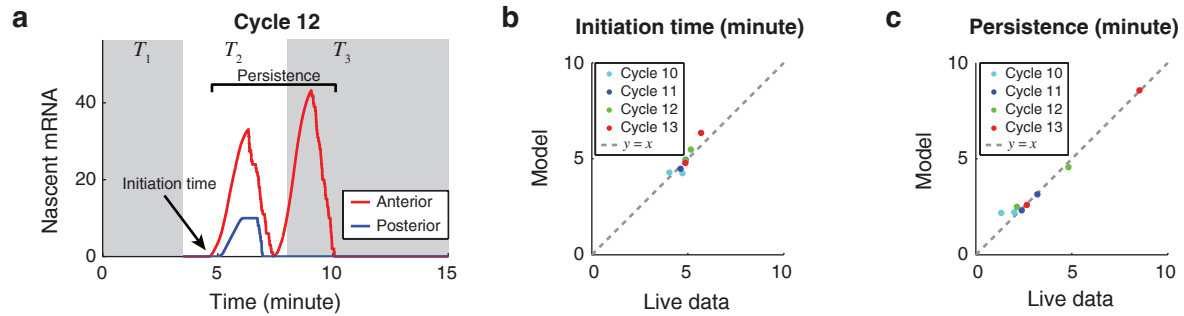 a
Cycle 12
T1
T2
T3
Persistence
Initiation time
Nascent mRNA
40
20
0
Anterior
Posterior
0
5
10
15
Time (minute)
b
Initiation time (minute)
10
5
0
Model
Cycle 10
Cycle 11
Cycle 12
Cycle 13
y = x
0
5
10
Live data
c
Persistence (minute)
10
5
0
Model
Cycle 10
Cycle 11
Cycle 12
Cycle 13
y = x
0
5
10
Live data